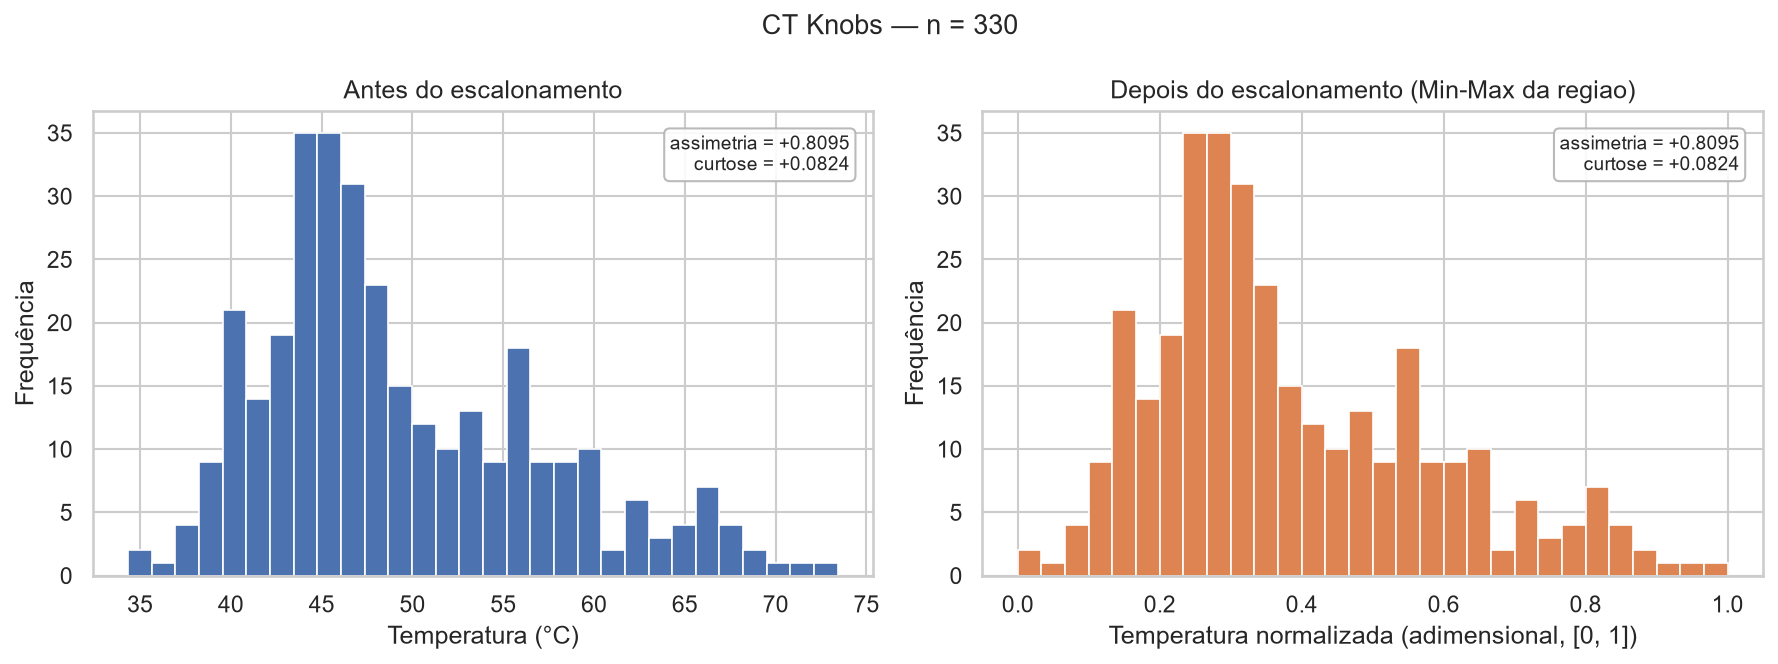 CT Knobs — n = 330
Antes do escalonamento
assimetria = +0.8095
curtose = +0.0824
Frequência
35
30
25
20
15
10
5
0
35 40 45 50 55 60 65 70 75
Temperatura (°C)
Depois do escalonamento (Min-Max da regiao)
assimetria = +0.8095
curtose = +0.0824
Frequência
35
30
25
20
15
10
5
0
0.0 0.2 0.4 0.6 0.8 1.0
Temperatura normalizada (adimensional, [0, 1])